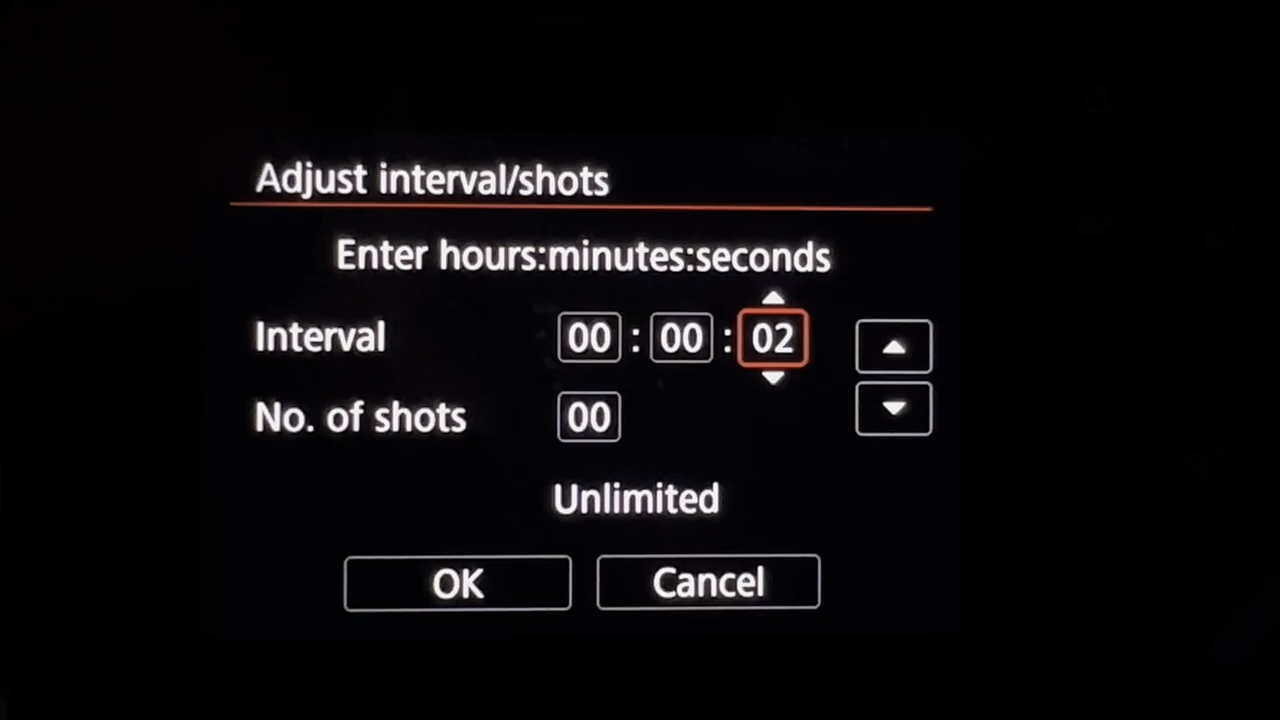 Adjust interval/shots
Enter hours:minutes:seconds
Interval 00 : 00 : 02
No. of shots 00
Unlimited
OK Cancel